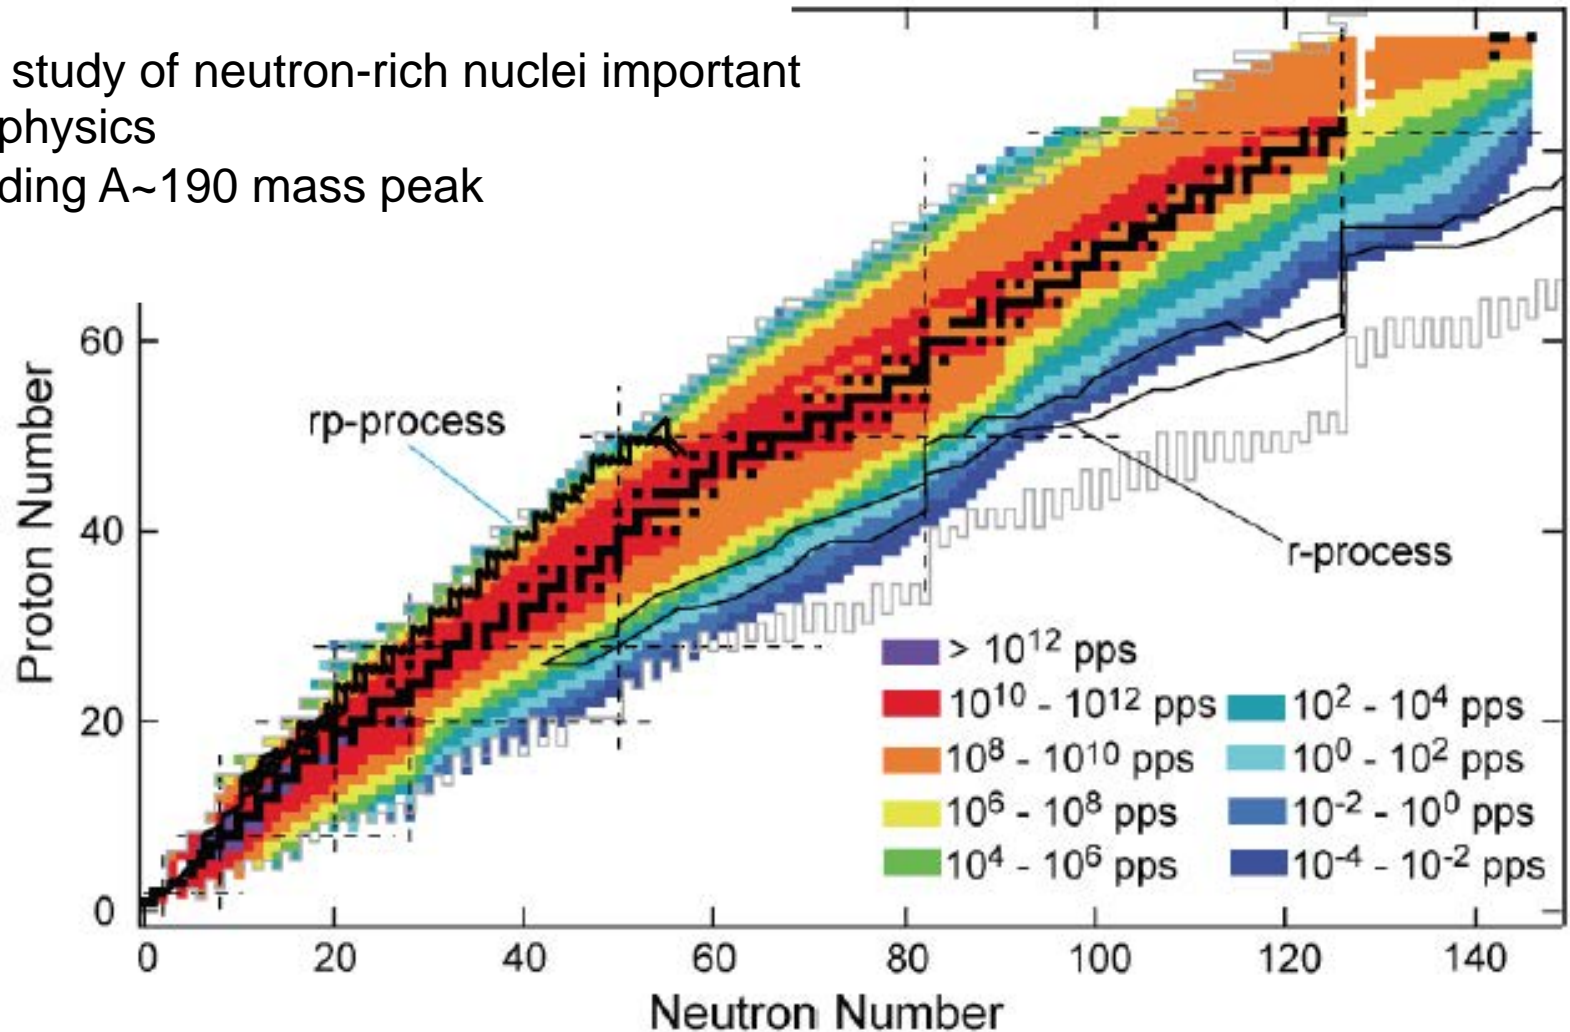 study of neutron-rich nuclei important
physics
ding A~190 mass peak
rp-process
r-process
Proton Number
60
40
20
0
> 10¹² pps
10¹⁰ - 10¹² pps
10⁸ - 10¹⁰ pps
10⁶ - 10⁸ pps
10⁴ - 10⁶ pps
10² - 10⁴ pps
10⁰ - 10² pps
10⁻² - 10⁰ pps
10⁻⁴ - 10⁻² pps
0 20 40 60 80 100 120 140
Neutron Number